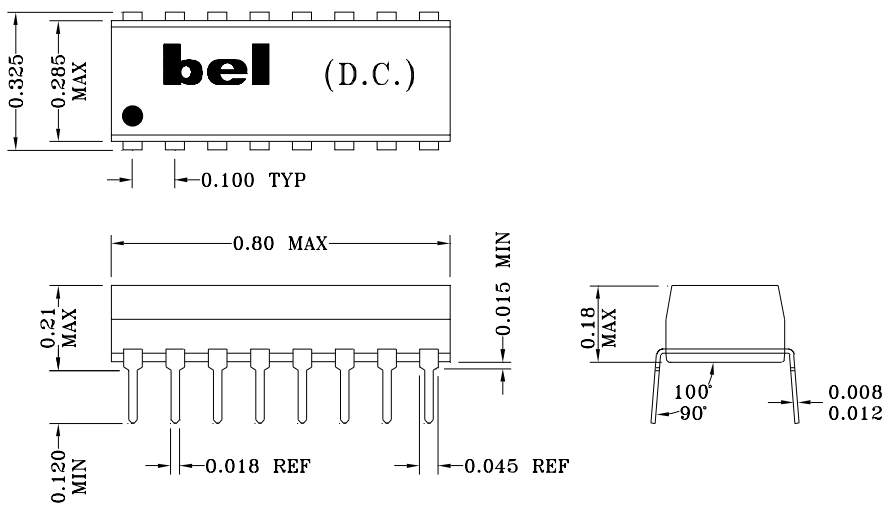 0.325
0.285
MAX
bel
(D.C.)
0.100 TYP
0.80 MAX
0.21
MAX
0.015 MIN
0.18
MAX
100°
90°
0.008
0.012
0.120
MIN
0.018 REF
0.045 REF